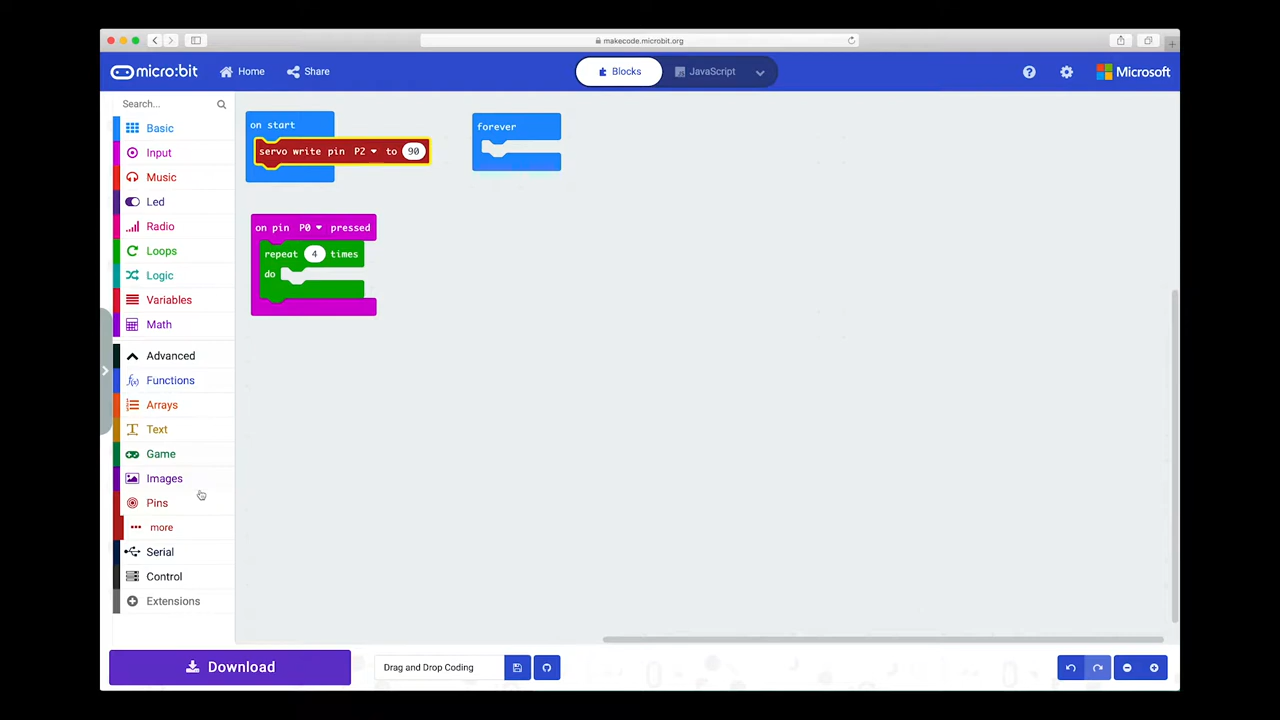 makecode.microbit.org
micro:bit
Home
Share
Blocks
JavaScript
Microsoft
Search...
Basic
Input
Music
Led
Radio
Loops
Logic
Variables
Math
Advanced
Functions
Arrays
Text
Game
Images
Pins
more
Serial
Control
Extensions
on start
servo write pin P2 to 90
forever
on pin P0 pressed
repeat 4 times
do
Download
Drag and Drop Coding